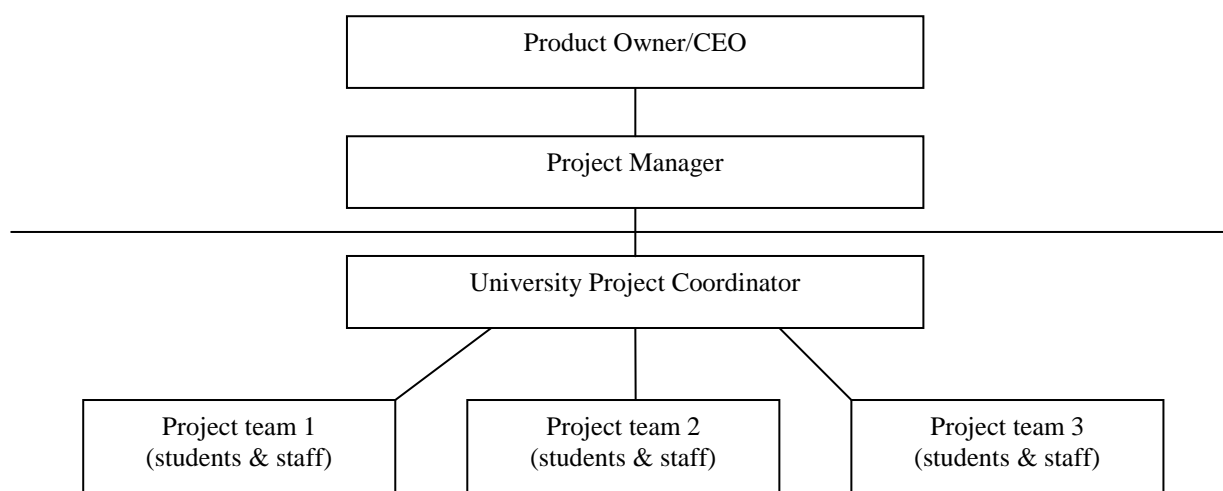 Product Owner/CEO
Project Manager
University Project Coordinator
Project team 1
(students & staff)
Project team 2
(students & staff)
Project team 3
(students & staff)